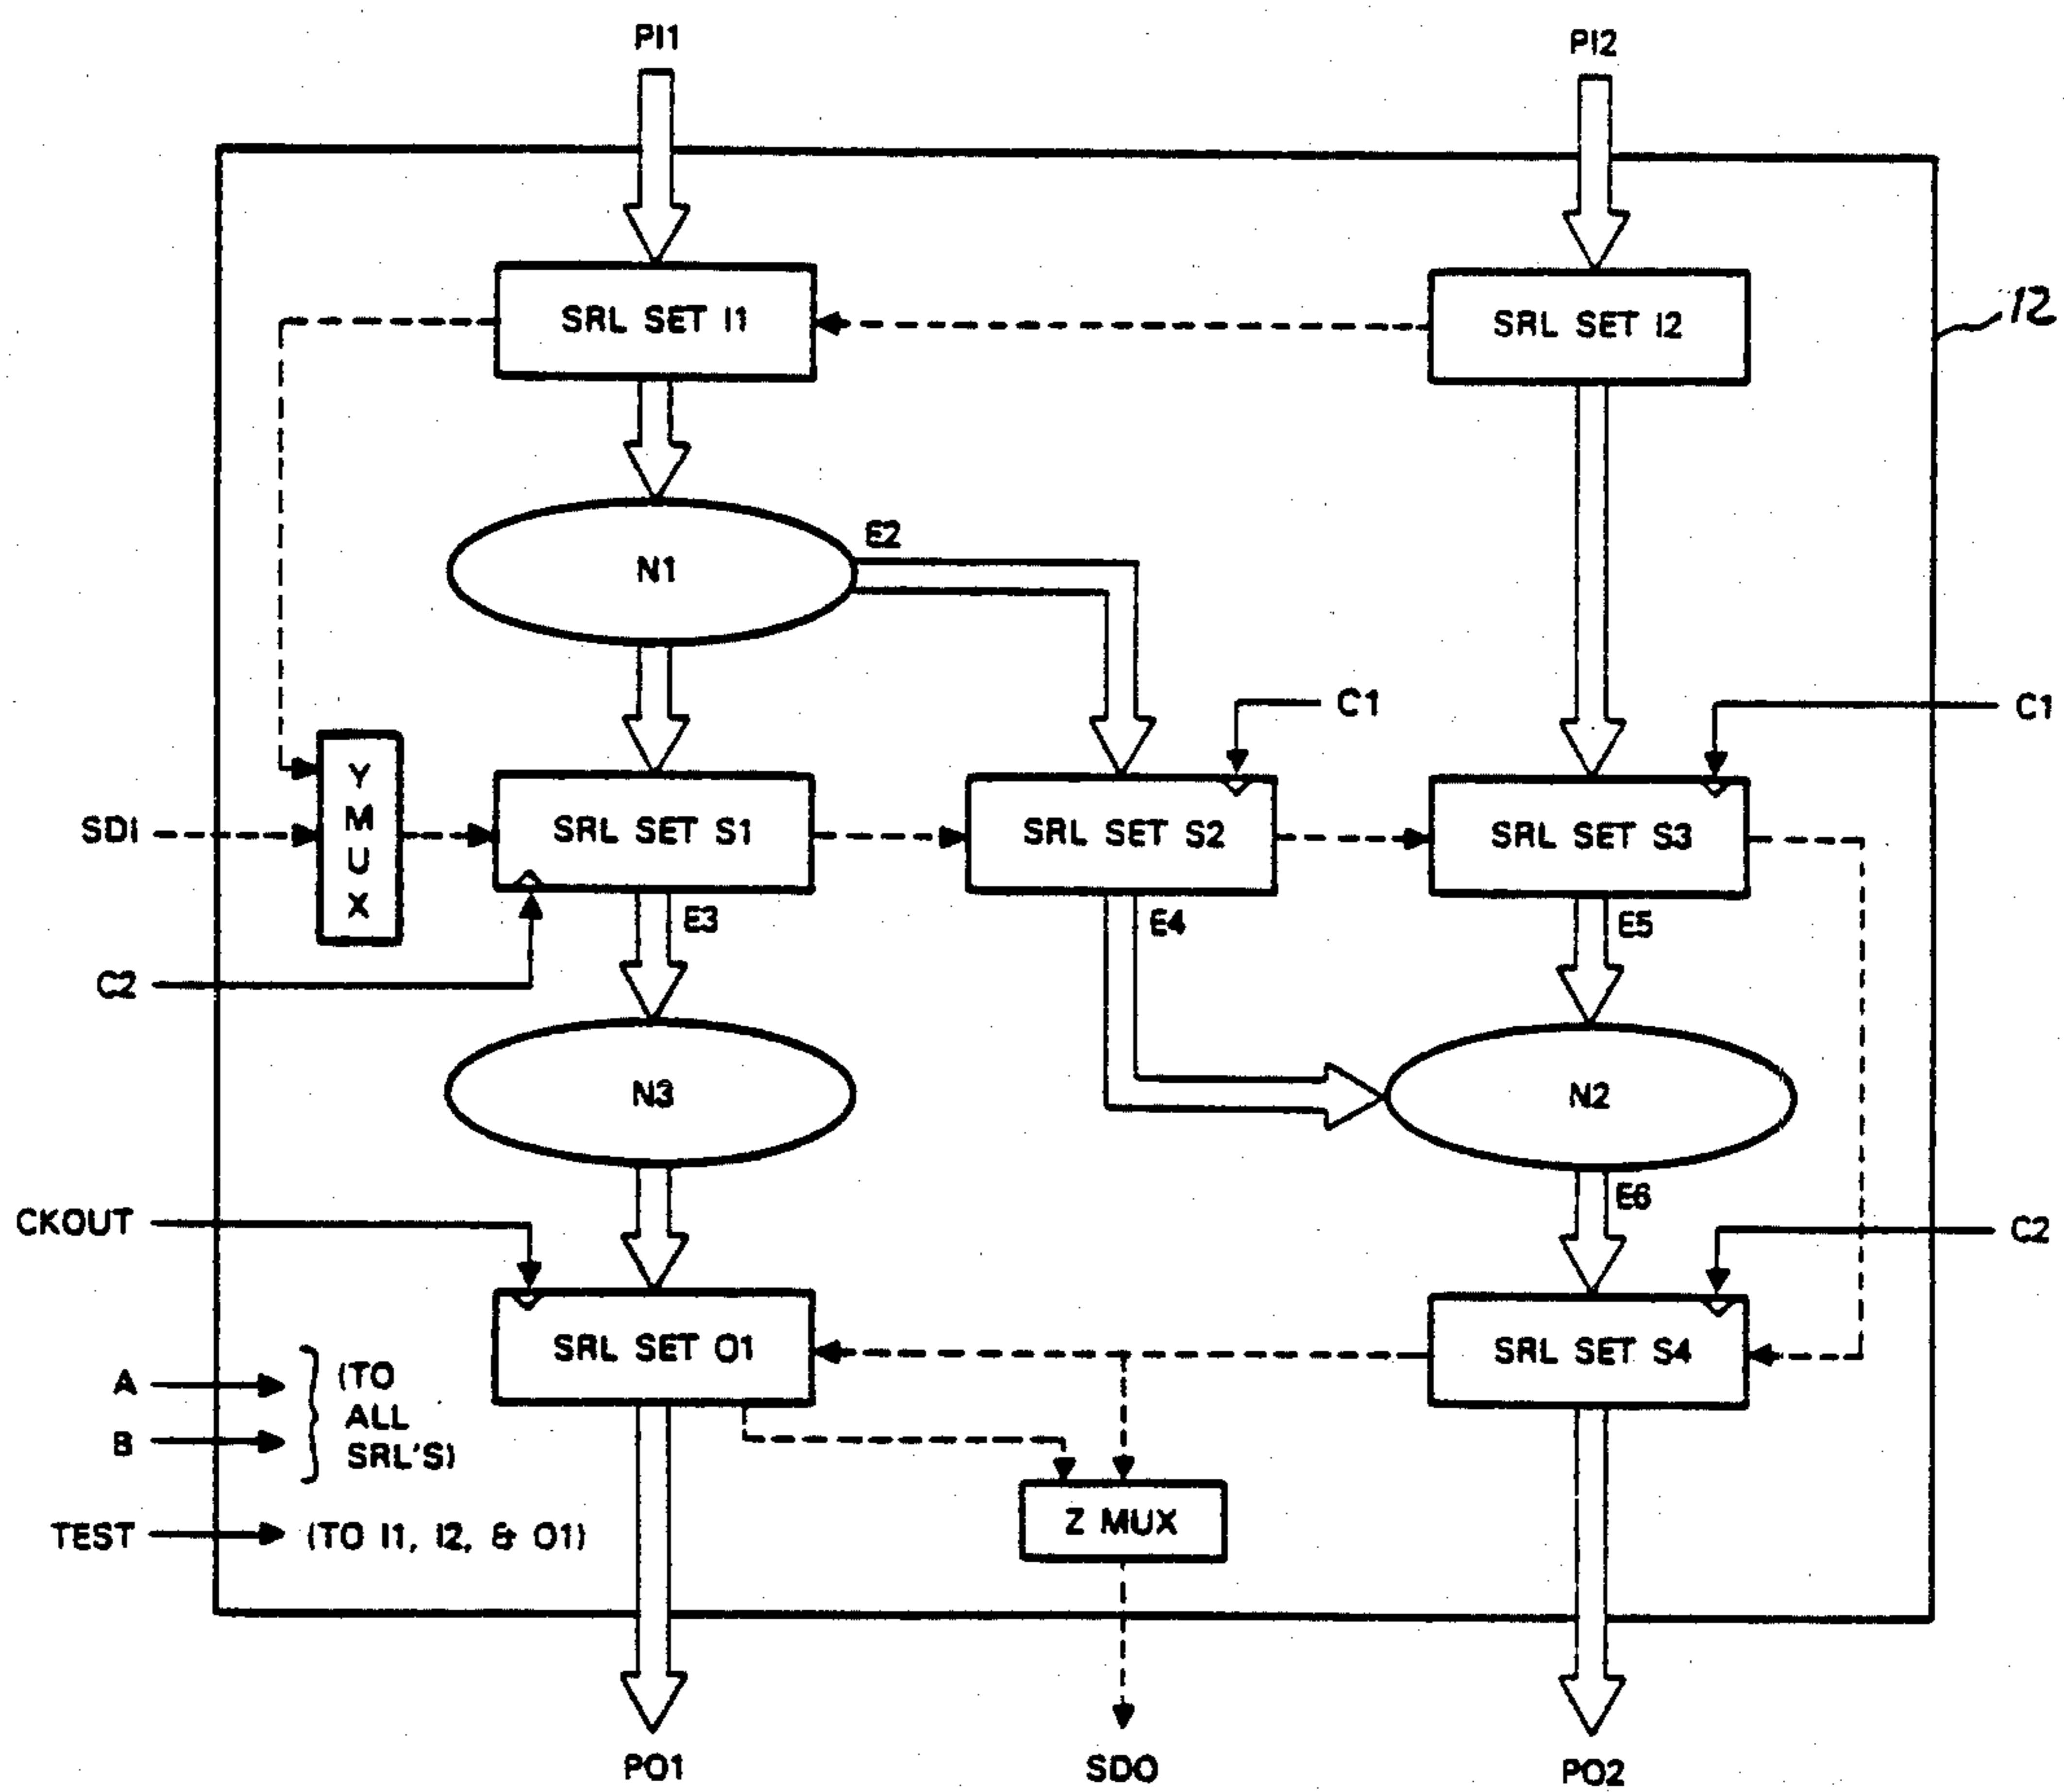 PI1
PI2
SRL SET I1
SRL SET I2
12
N1
E2
C1
C1
Y
M
U
X
SDI
SRL SET S1
SRL SET S2
SRL SET S3
E3
E4
E5
C2
N3
N2
CKOUT
E6
C2
SRL SET O1
SRL SET S4
A
B
(TO
ALL
SRL'S)
Z MUX
TEST
(TO I1, I2, & O1)
PO1
SDO
PO2